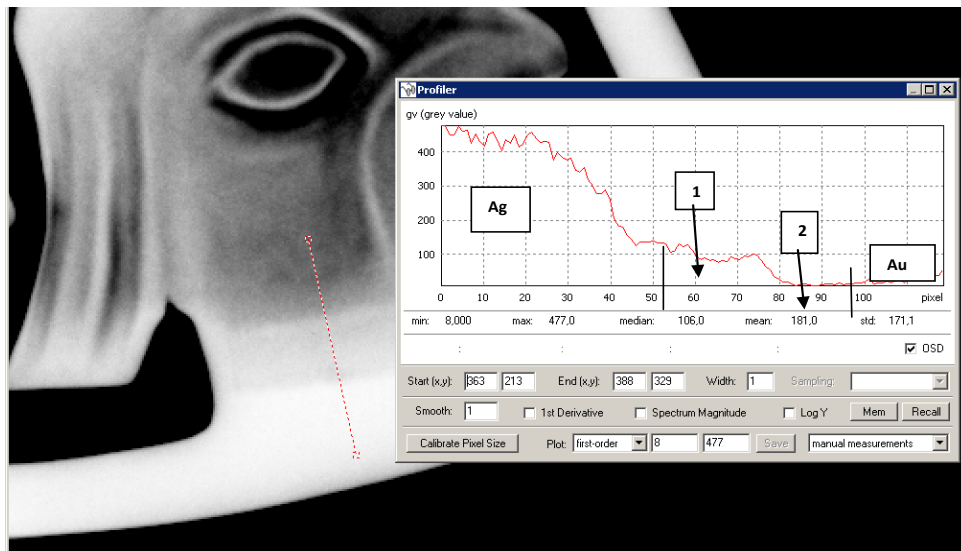 Profiler
gv (grey value)
400
300
200
100
Ag
1
2
Au
0 10 20 30 40 50 60 70 80 90 100 pixel
min: 8,000 max: 477,0 median: 106,0 mean: 181,0 std: 171,1
: : : :
OSD
Start (x,y): 363 213 End (x,y): 388 329 Width: 1 Sampling:
Smooth: 1 1st Derivative Spectrum Magnitude Log Y Mem Recall
Calibrate Pixel Size Plot: first-order 8 477 Save manual measurements